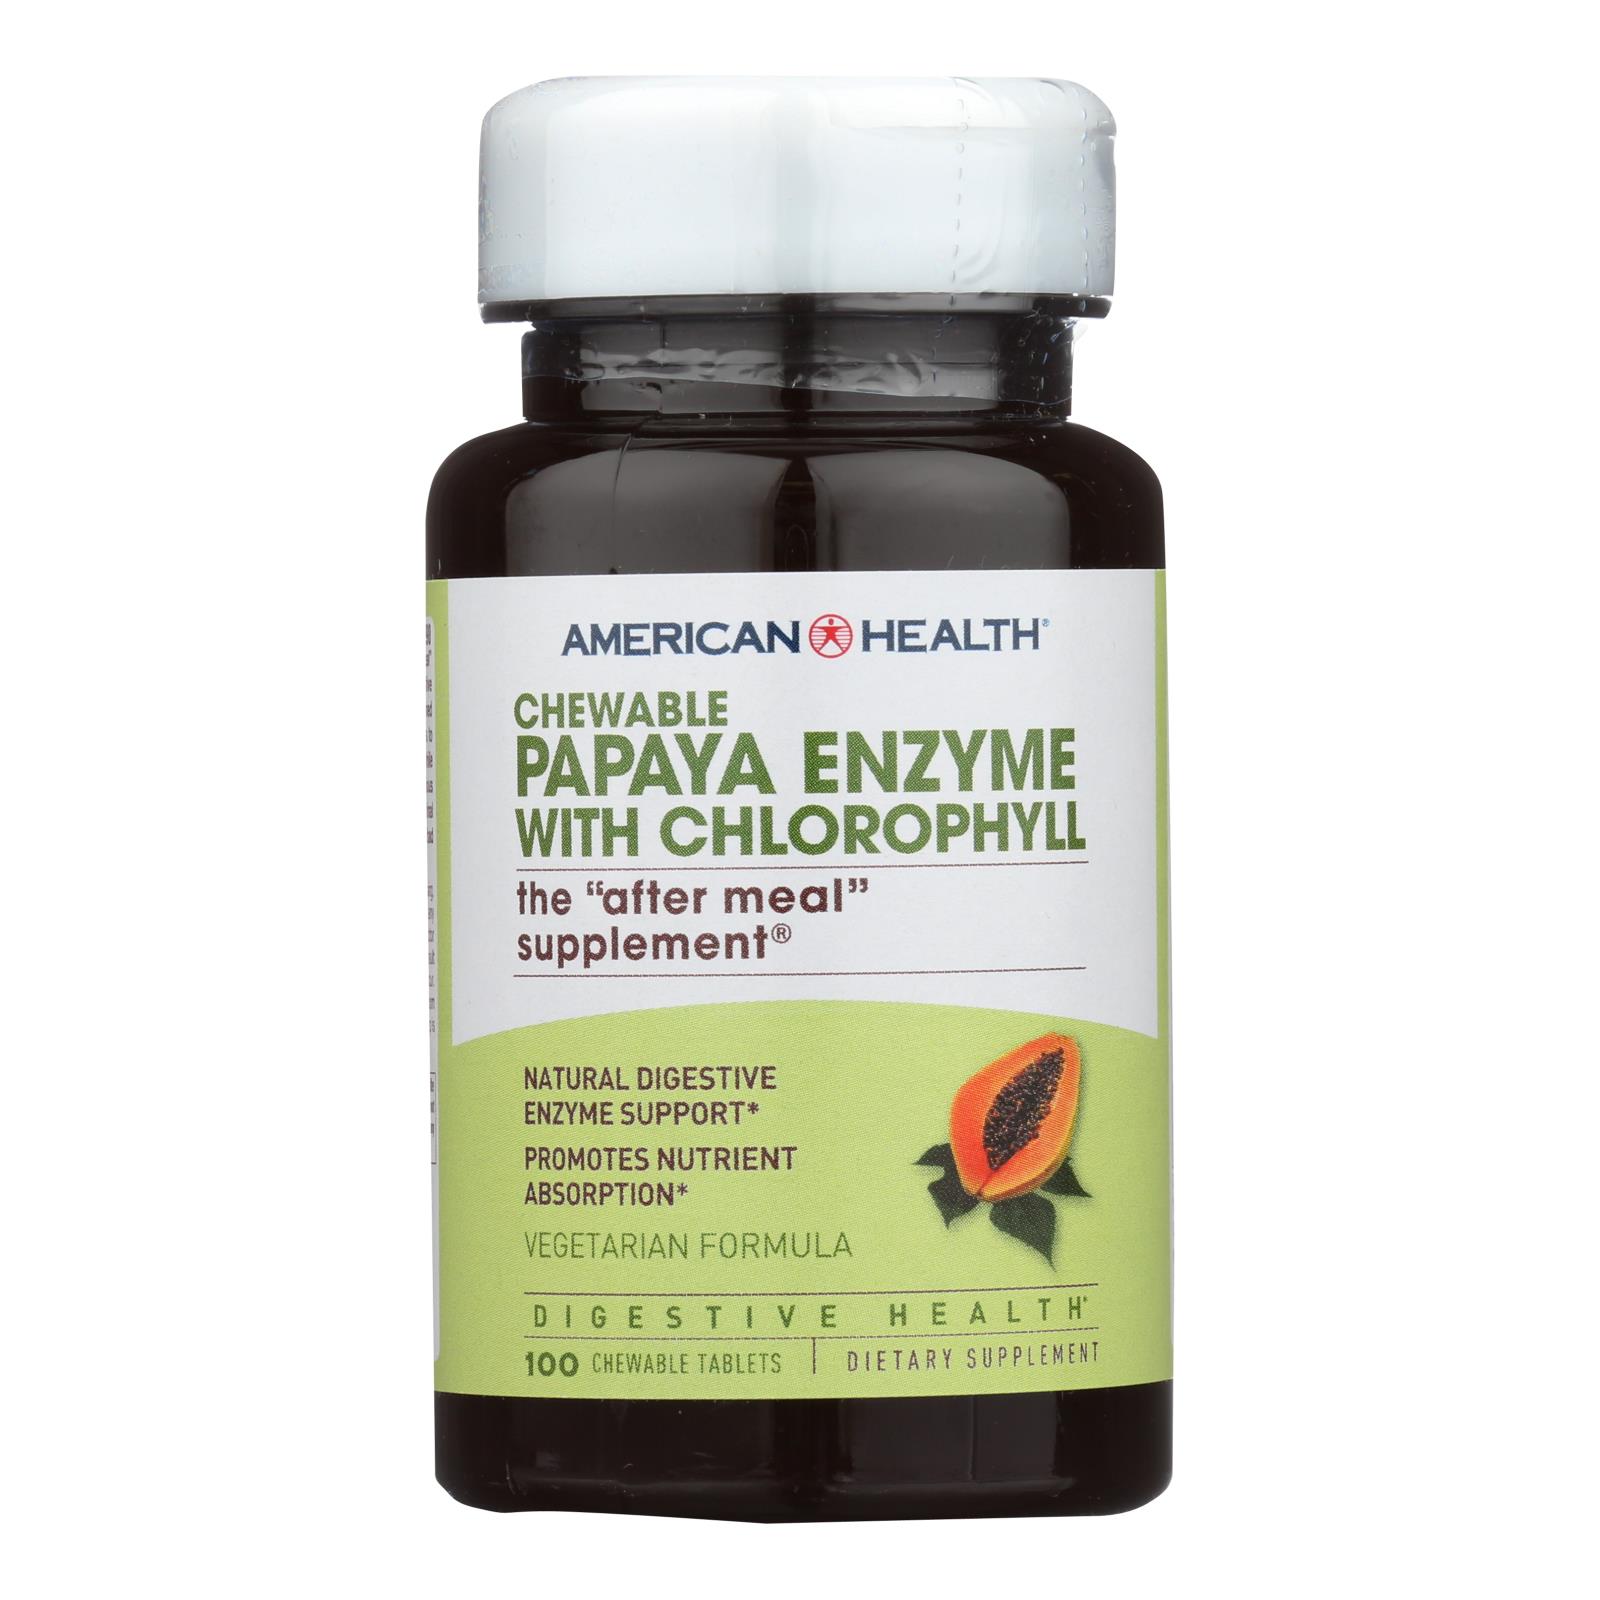 AMERICAN HEALTH®
CHEWABLE
PAPAYA ENZYME
WITH CHLOROPHYLL
the “after meal”
supplement®
NATURAL DIGESTIVE
ENZYME SUPPORT*
PROMOTES NUTRIENT
ABSORPTION*
VEGETARIAN FORMULA
DIGESTIVE HEALTH*
100 CHEWABLE TABLETS | DIETARY SUPPLEMENT